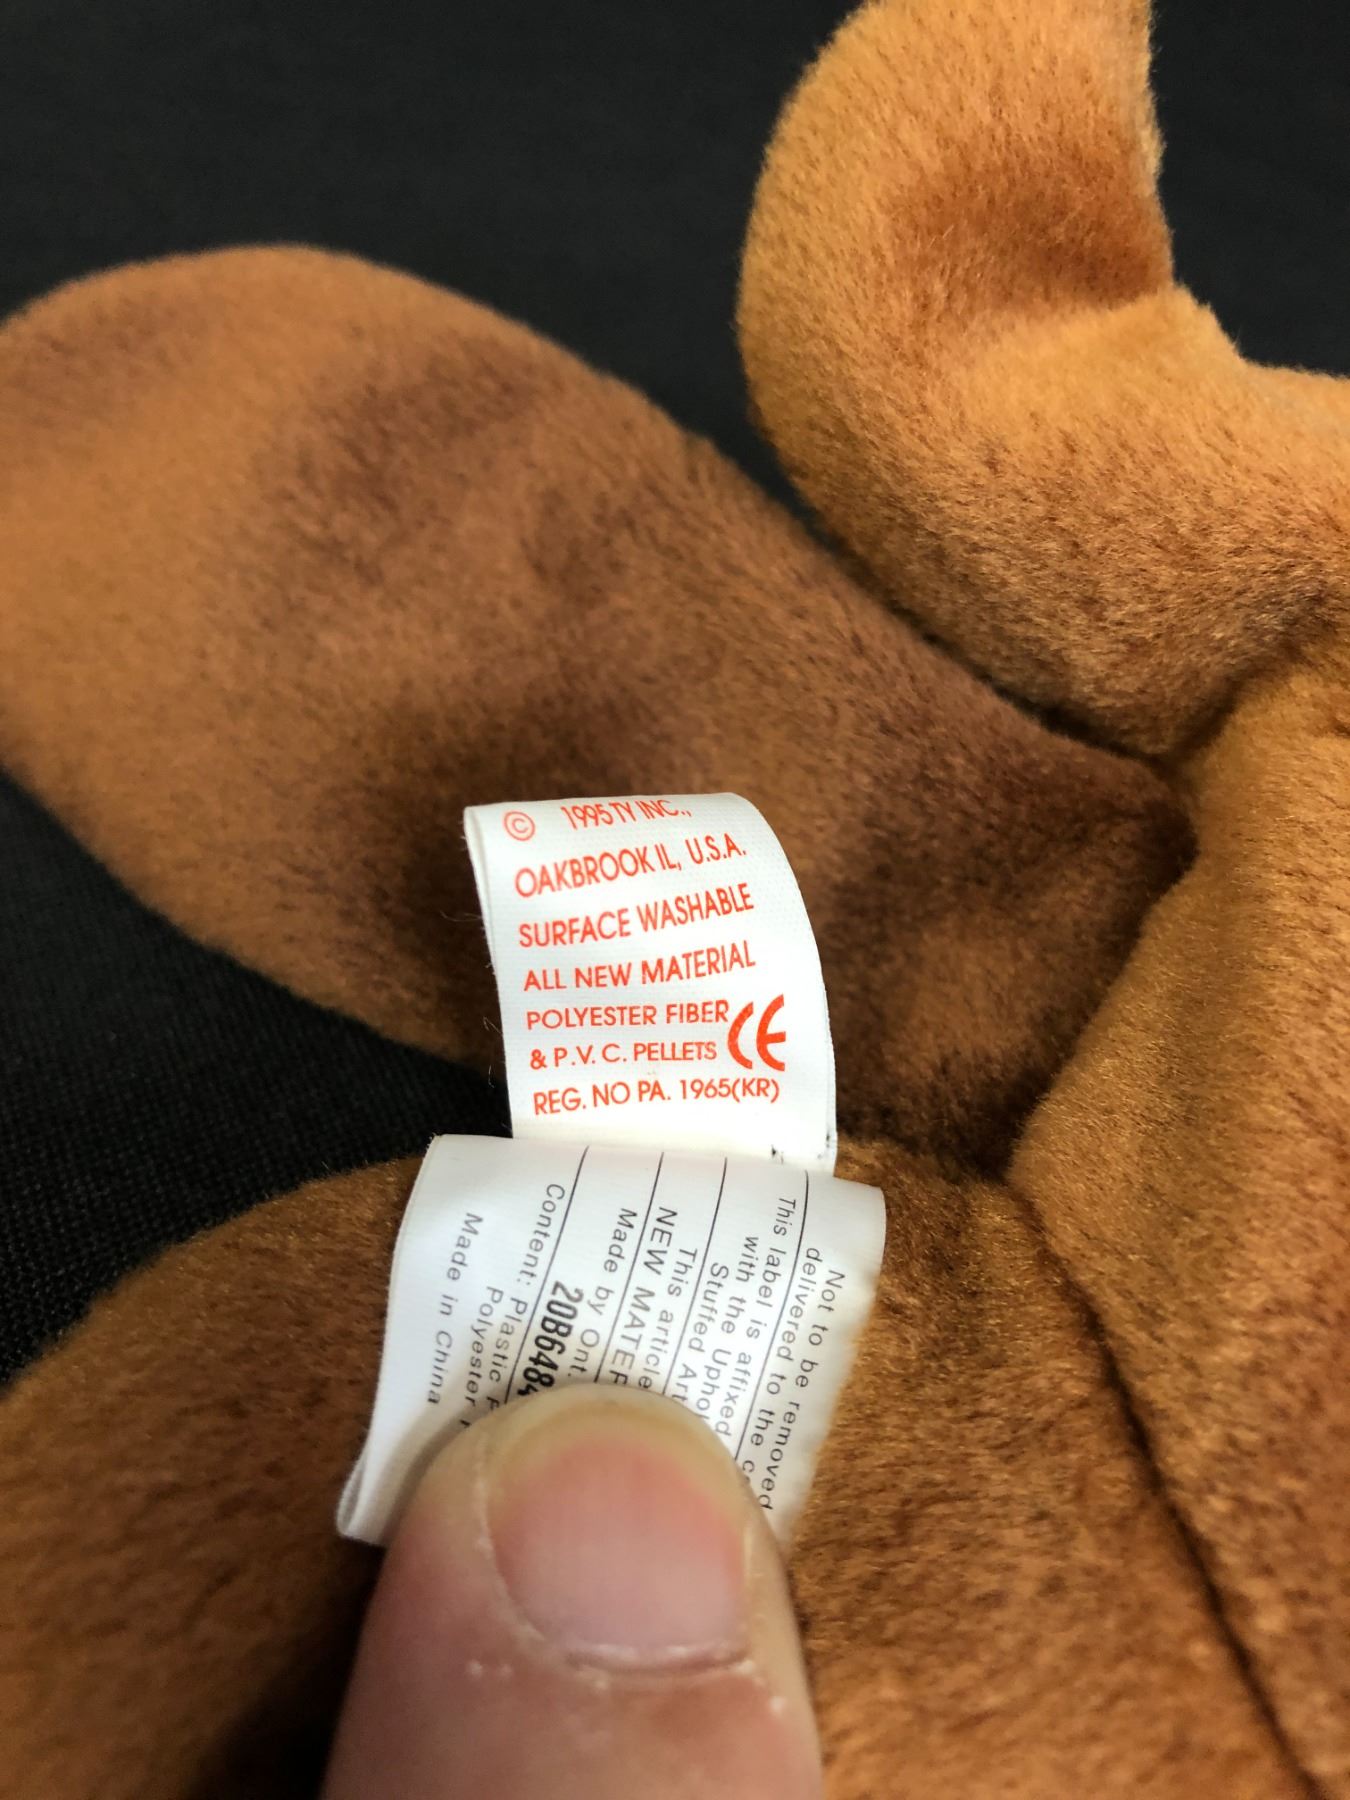 © 1995 TY INC.,
OAKBROOK IL, U.S.A.
SURFACE WASHABLE
ALL NEW MATERIAL
POLYESTER FIBER
& P.V.C. PELLETS CE
REG. NO PA. 1965(KR)
Not to be removed
delivered to the
This label is affixed
with the
Stuffed
This article
NEW
Made by Ont.
Content: Plastic
Polyester
Made in China